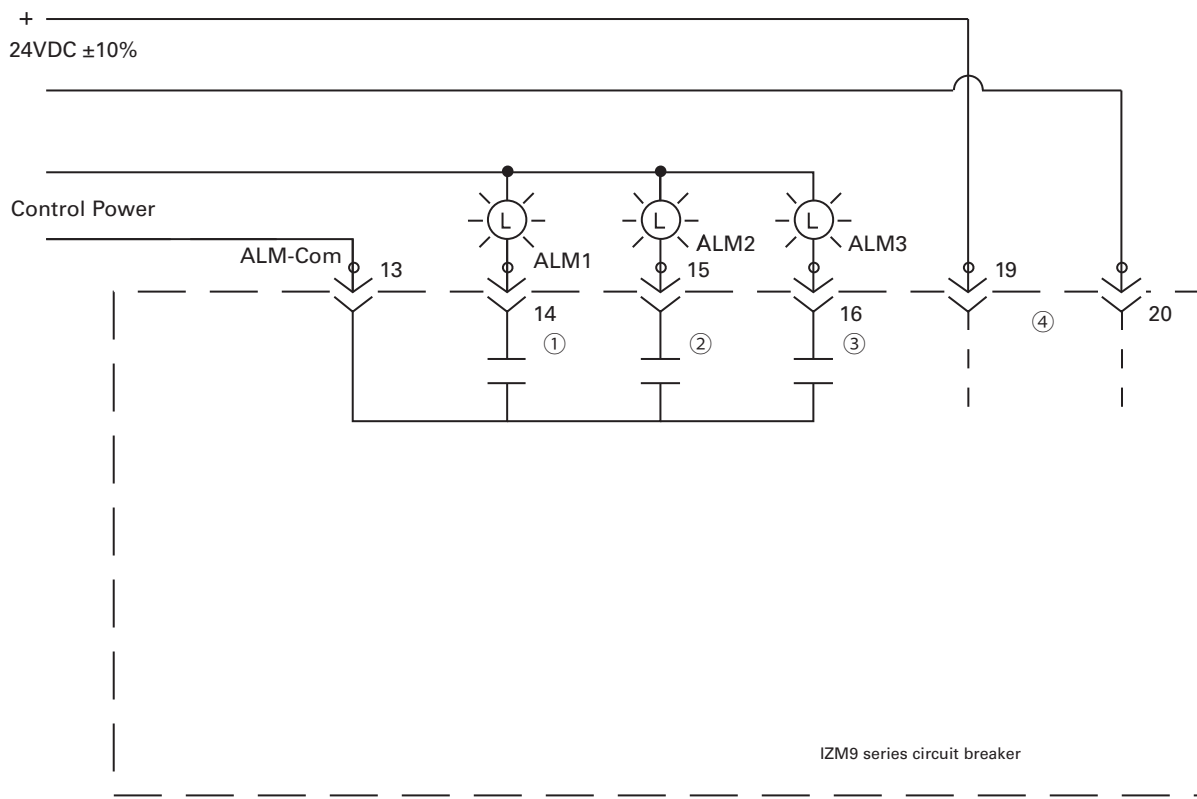 +
24VDC ±10%
Control Power
L
L
L
ALM-Com
13
ALM1
ALM2
15
ALM3
19
14
①
②
16
③
④
20
IZM9 series circuit breaker